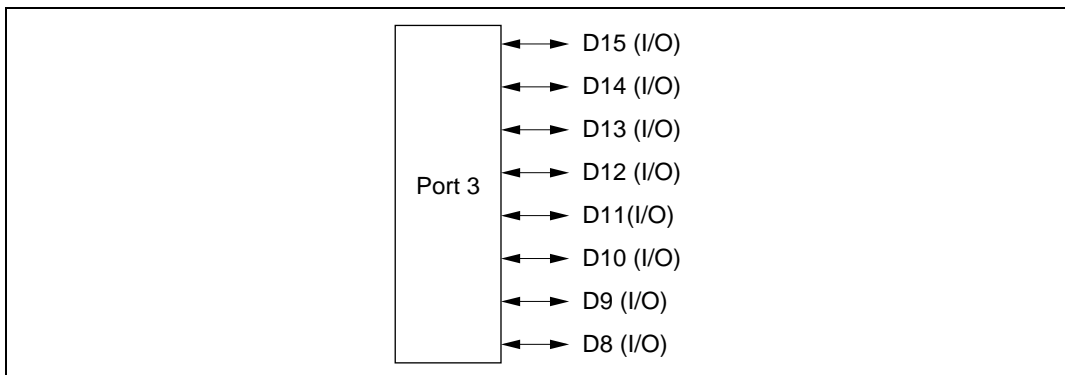 D15 (I/O)
D14 (I/O)
D13 (I/O)
D12 (I/O)
Port 3
D11(I/O)
D10 (I/O)
D9 (I/O)
D8 (I/O)